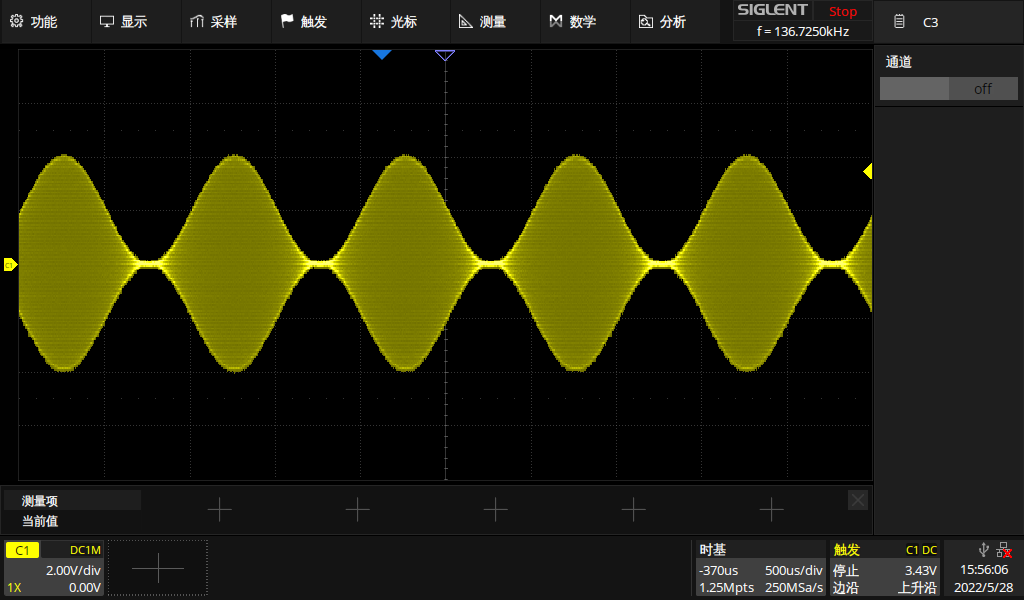 功能 显示 采样 触发 光标 测量 数学 分析 SIGLENT Stop C3
f = 136.7250kHz
通道
off
C1
测量项
当前值
C1 DC1M 时基 触发 C1 DC
2.00V/div -370us 500us/div 停止 3.43V 15:56:06
1X 0.00V 1.25Mpts 250MSa/s 边沿 上升沿 2022/5/28